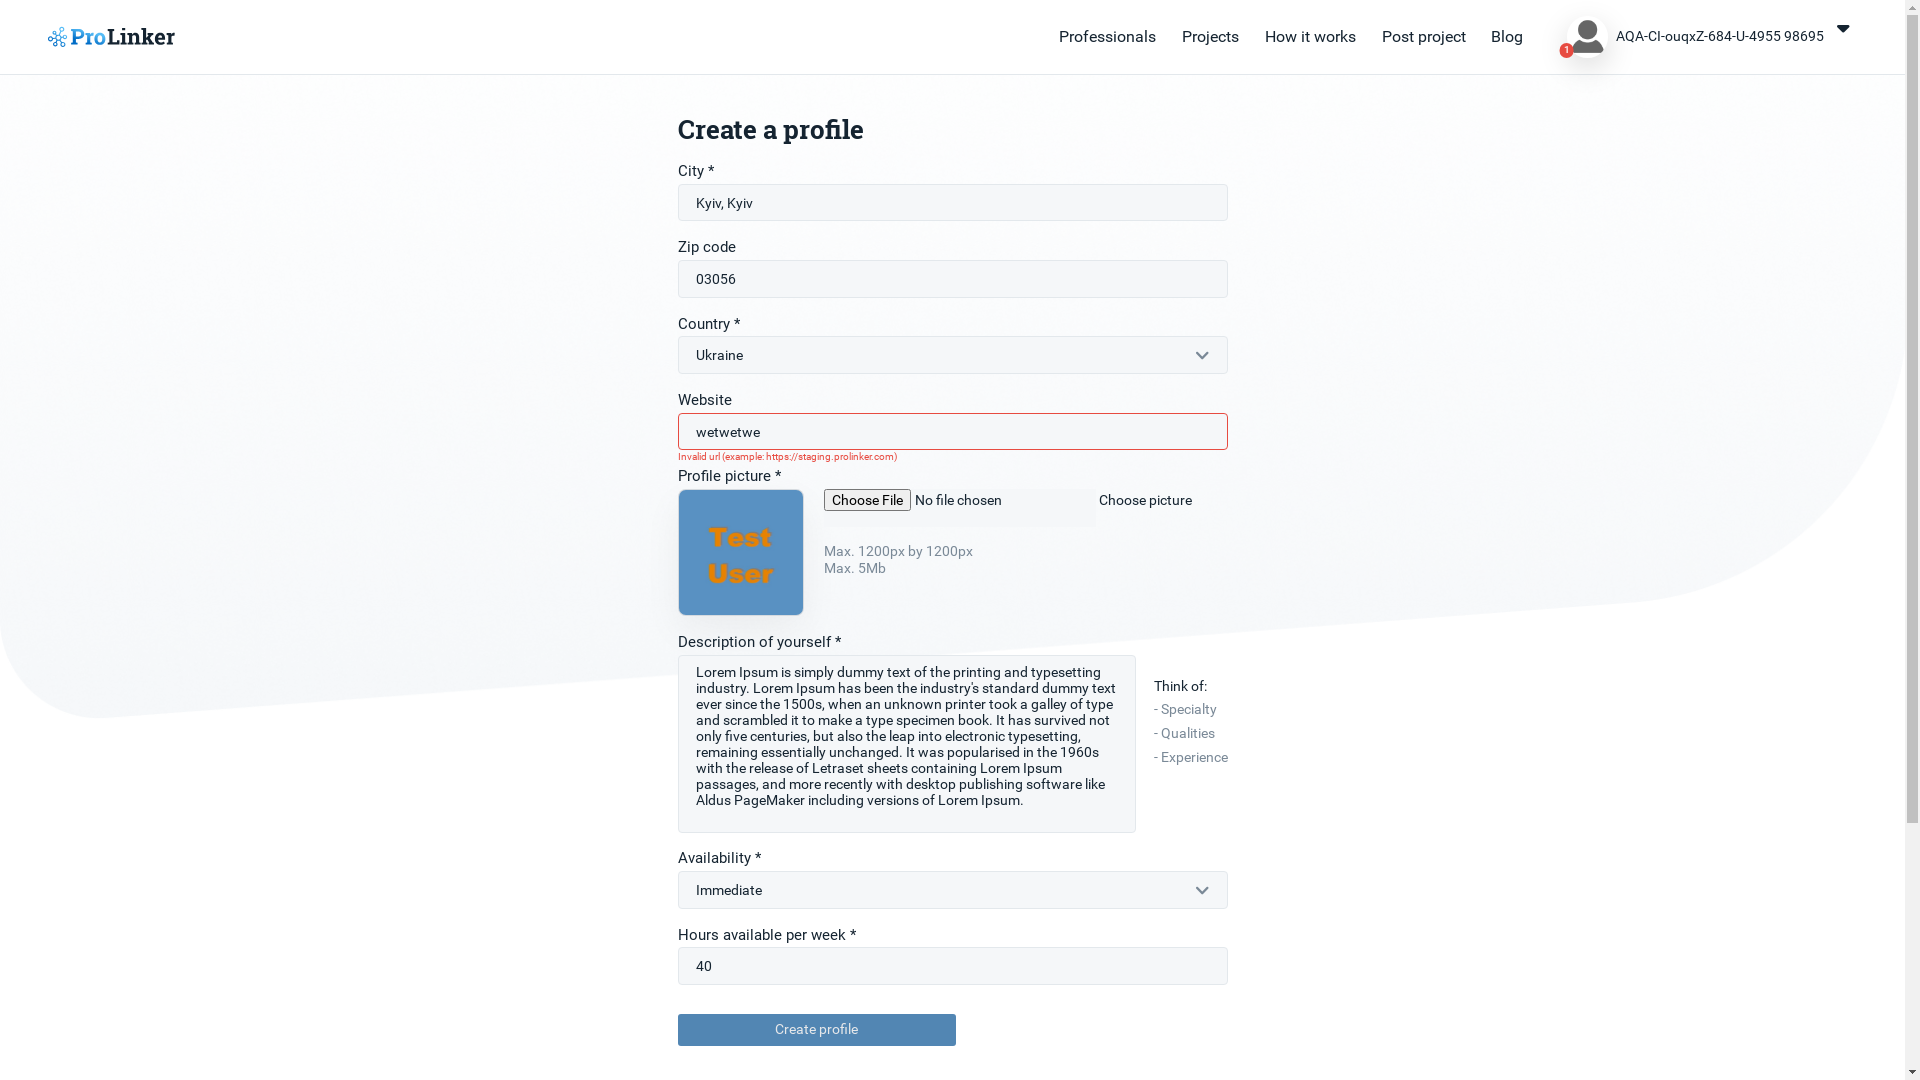 ProLinker
Professionals
Projects
How it works
Post project
Blog
1
AQA-CI-ouqxZ-684-U-4955 98695
Create a profile
City *
Kyiv, Kyiv
Zip code
03056
Country *
Ukraine
Website
wetwetwe
Invalid url (example: https://staging.prolinker.com)
Profile picture *
Test
User
Choose File No file chosen
Choose picture
Max. 1200px by 1200px
Max. 5Mb
Description of yourself *
Lorem Ipsum is simply dummy text of the printing and typesetting
industry. Lorem Ipsum has been the industry's standard dummy text
ever since the 1500s, when an unknown printer took a galley of type
and scrambled it to make a type specimen book. It has survived not
only five centuries, but also the leap into electronic typesetting,
remaining essentially unchanged. It was popularised in the 1960s
with the release of Letraset sheets containing Lorem Ipsum
passages, and more recently with desktop publishing software like
Aldus PageMaker including versions of Lorem Ipsum.
Think of:
- Specialty
- Qualities
- Experience
Availability *
Immediate
Hours available per week *
40
Create profile